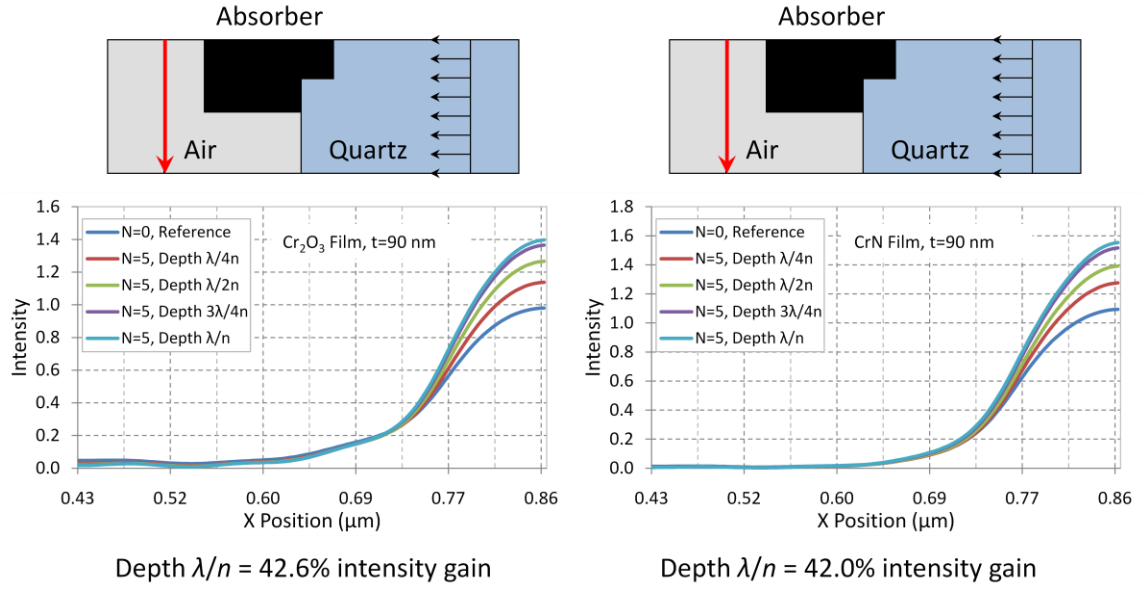 Absorber
Air
Quartz
Absorber
Air
Quartz
1.6
1.4
1.2
1.0
0.8
0.6
0.4
0.2
0.0
Intensity
N=0, Reference
N=5, Depth λ/4n
N=5, Depth λ/2n
N=5, Depth 3λ/4n
N=5, Depth λ/n
Cr₂O₃ Film, t=90 nm
0.43 0.52 0.60 0.69 0.77 0.86
X Position (µm)
1.8
1.6
1.4
1.2
1.0
0.8
0.6
0.4
0.2
0.0
Intensity
N=0, Reference
N=5, Depth λ/4n
N=5, Depth λ/2n
N=5, Depth 3λ/4n
N=5, Depth λ/n
CrN Film, t=90 nm
0.43 0.52 0.60 0.69 0.77 0.86
X Position (µm)
Depth λ/n = 42.6% intensity gain
Depth λ/n = 42.0% intensity gain